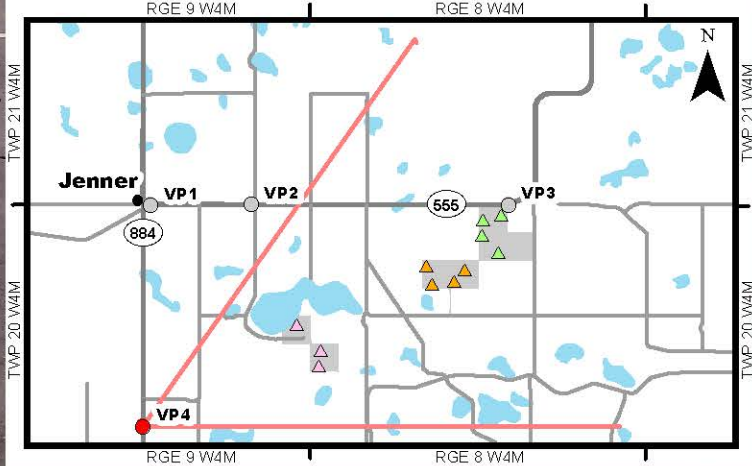 RGE 9 W4M
RGE 8 W4M
N
TWP 21 W4M
TWP 21 W4M
Jenner
VP1
VP2
VP3
555
884
TWP 20 W4M
TWP 20 W4M
VP4
RGE 9 W4M
RGE 8 W4M